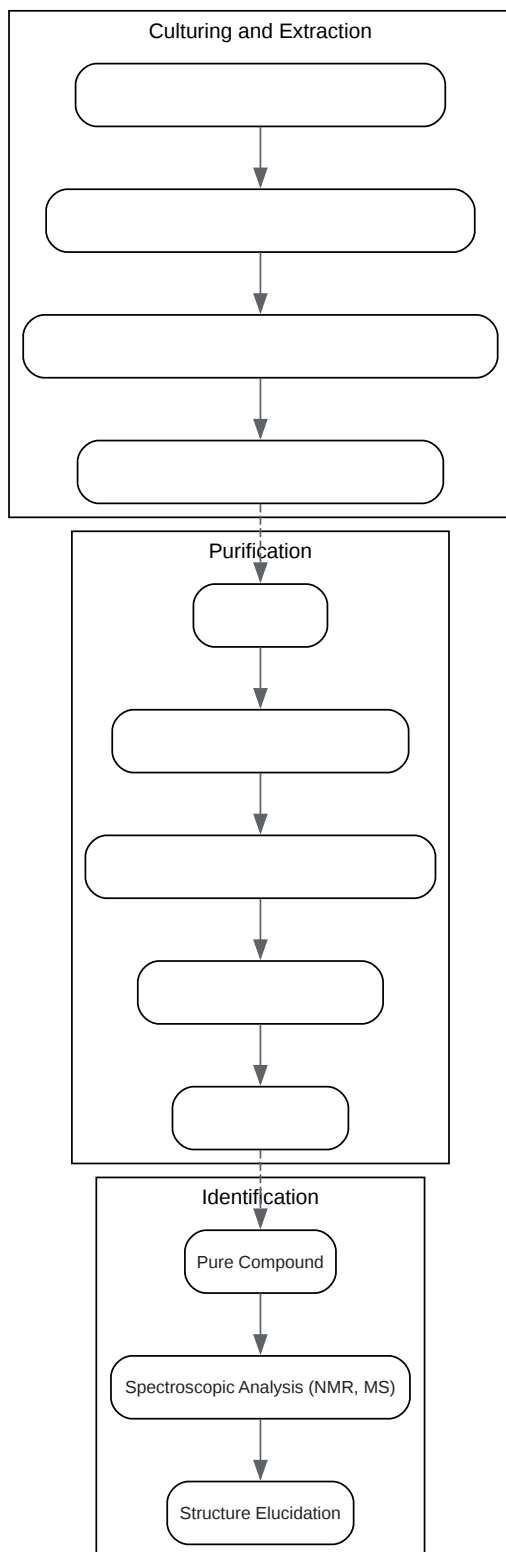 Culturing and Extraction
Purification
Identification
Pure Compound
Spectroscopic Analysis (NMR, MS)
Structure Elucidation